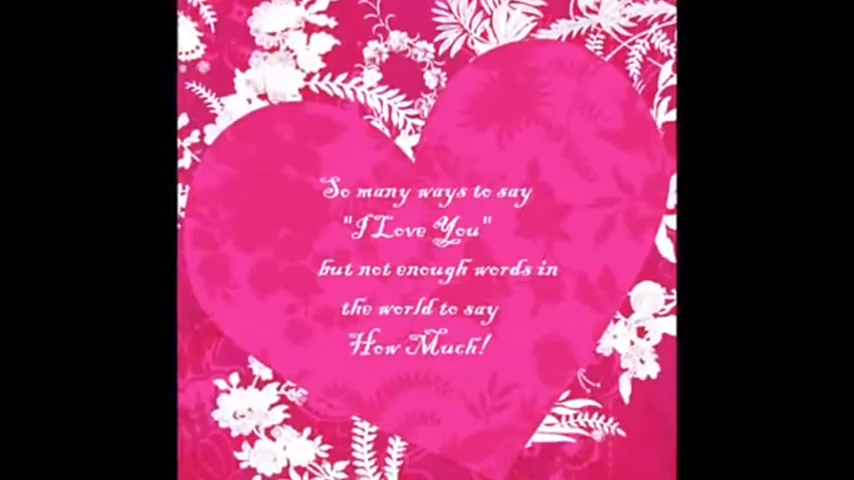 So many ways to say
"I Love You"
but not enough words in
the world to say
How Much!